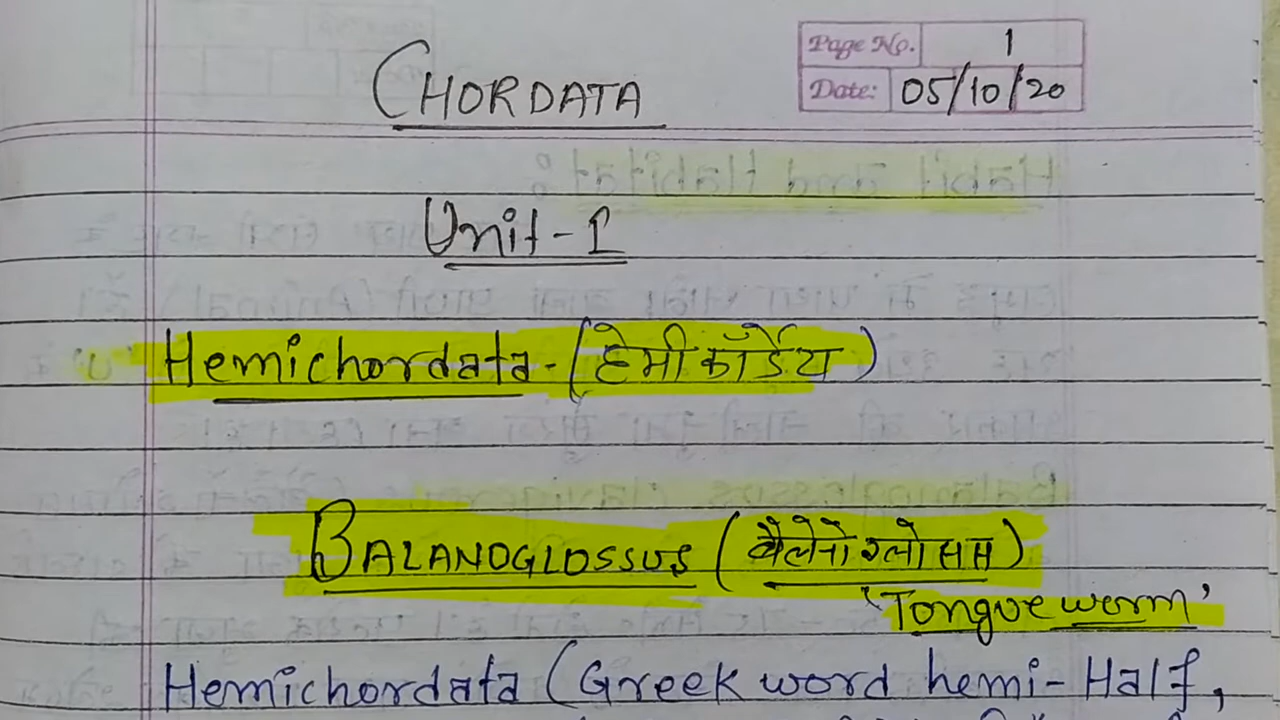 Page No. 1
Date: 05/10/20
CHORDATA
Unit-1
Hemichordata-(हेमीकॉर्डेय)
BALANOGLOSSUS (बैलेनोग्लोसस)
'Tongue worm'
Hemichordata (Greek word hemi-Half,